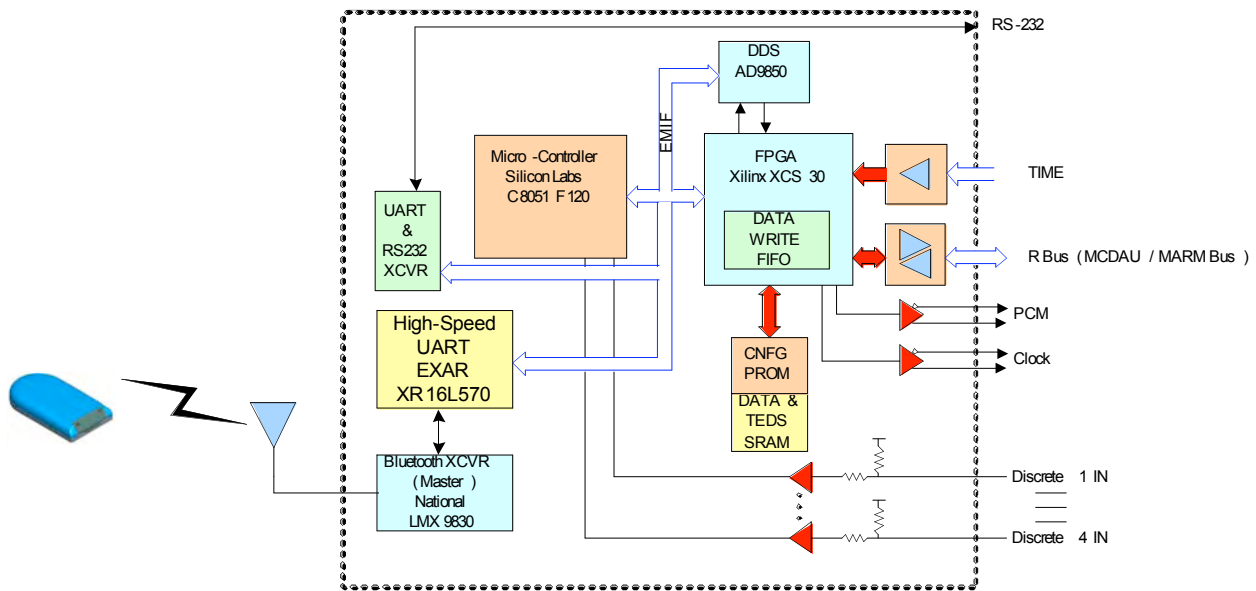 RS-232
DDS
AD9850
EMIF
Micro -Controller
Silicon Labs
C8051 F120
FPGA
Xilinx XCS 30
TIME
UART
&
RS232
XCVR
DATA
WRITE
FIFO
R Bus ( MCDAU / MARM Bus )
High-Speed
UART
EXAR
XR16L570
PCM
CNFG
PROM
Clock
DATA &
TEDS
SRAM
Bluetooth XCVR
( Master )
National
LMX 9830
Discrete 1 IN
Discrete 4 IN